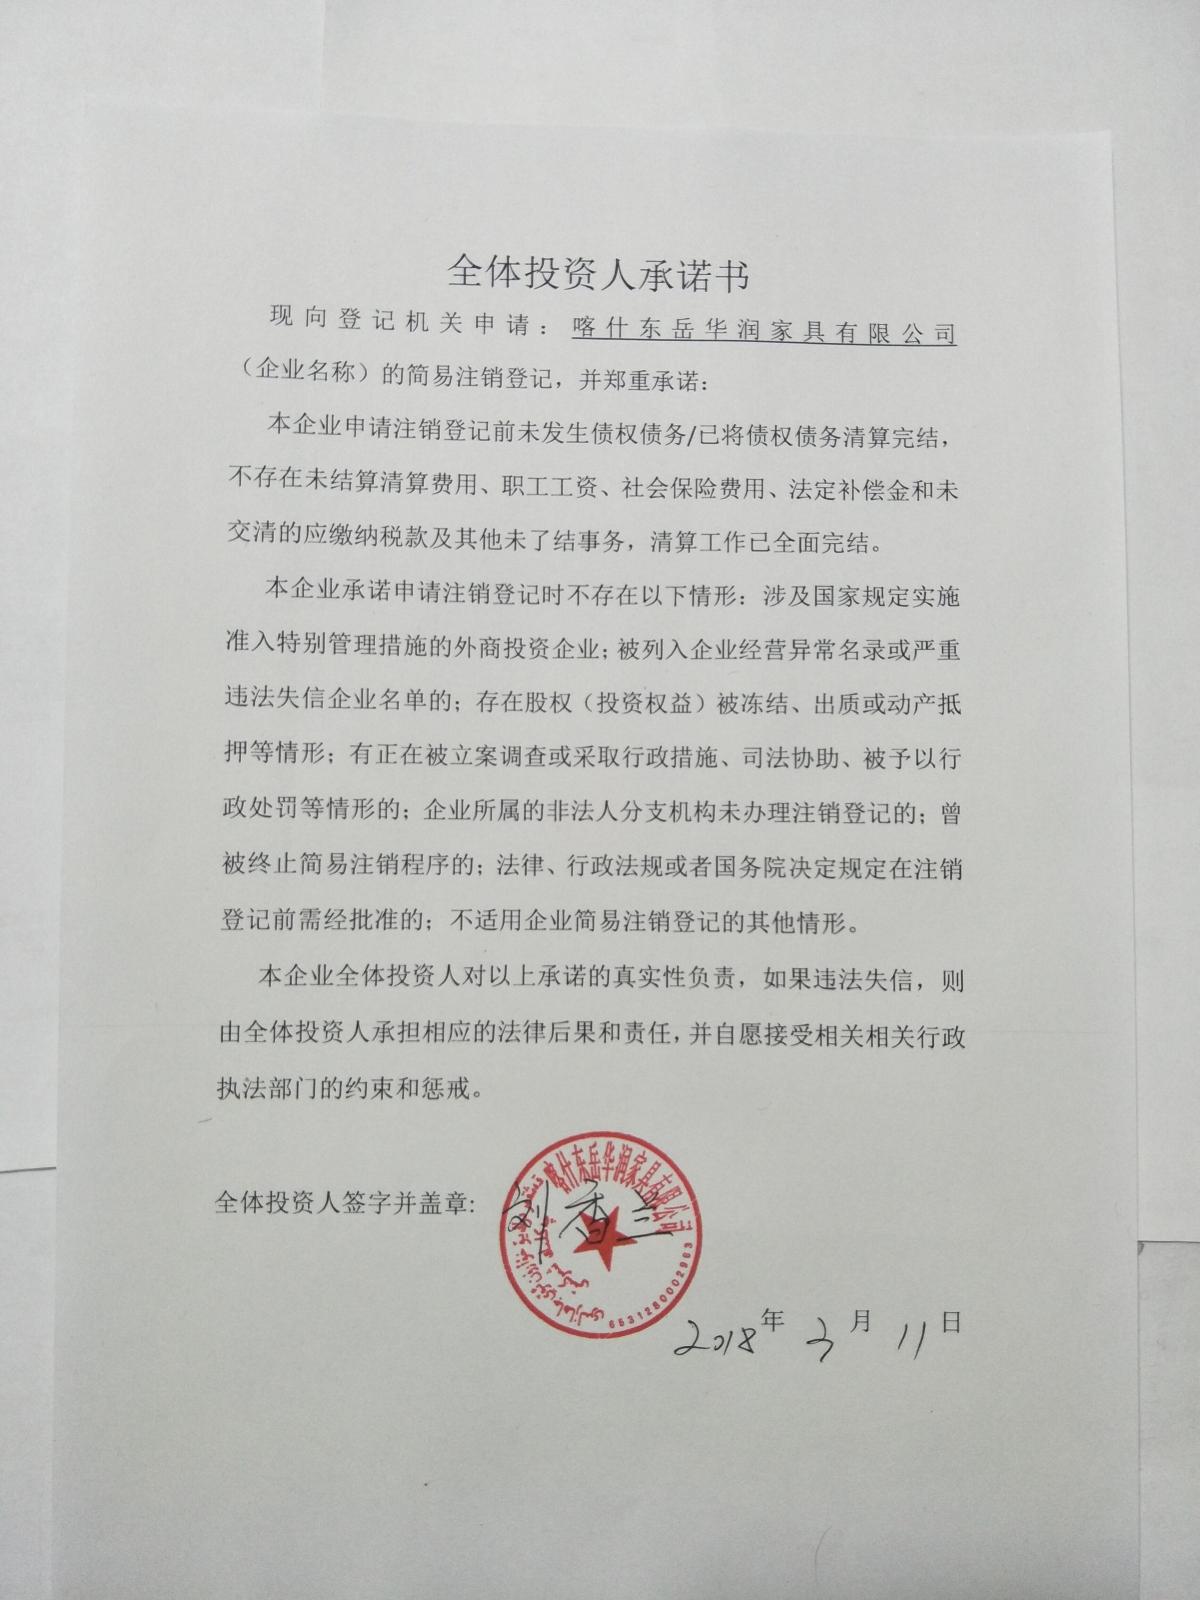 全体投资人承诺书
现向登记机关申请：喀什东岳华润家具有限公司
（企业名称）的简易注销登记，并郑重承诺：
本企业申请注销登记前未发生债权债务/已将债权债务清算完结，
不存在未结算清算费用、职工工资、社会保险费用、法定补偿金和未
交清的应缴纳税款及其他未了结事务，清算工作已全面完结。
本企业承诺申请注销登记时不存在以下情形：涉及国家规定实施
准入特别管理措施的外商投资企业；被列入企业经营异常名录或严重
违法失信企业名单的；存在股权（投资权益）被冻结、出质或动产抵
押等情形；有正在被立案调查或采取行政措施、司法协助、被予以行
政处罚等情形的；企业所属的非法人分支机构未办理注销登记的；曾
被终止简易注销程序的；法律、行政法规或者国务院决定规定在注销
登记前需经批准的；不适用企业简易注销登记的其他情形。
本企业全体投资人对以上承诺的真实性负责，如果违法失信，则
由全体投资人承担相应的法律后果和责任，并自愿接受相关相关行政
执法部门的约束和惩戒。
全体投资人签字并盖章：
刘香兰
喀什东岳华润家具有限公司
6531280002963
2018年3月11日